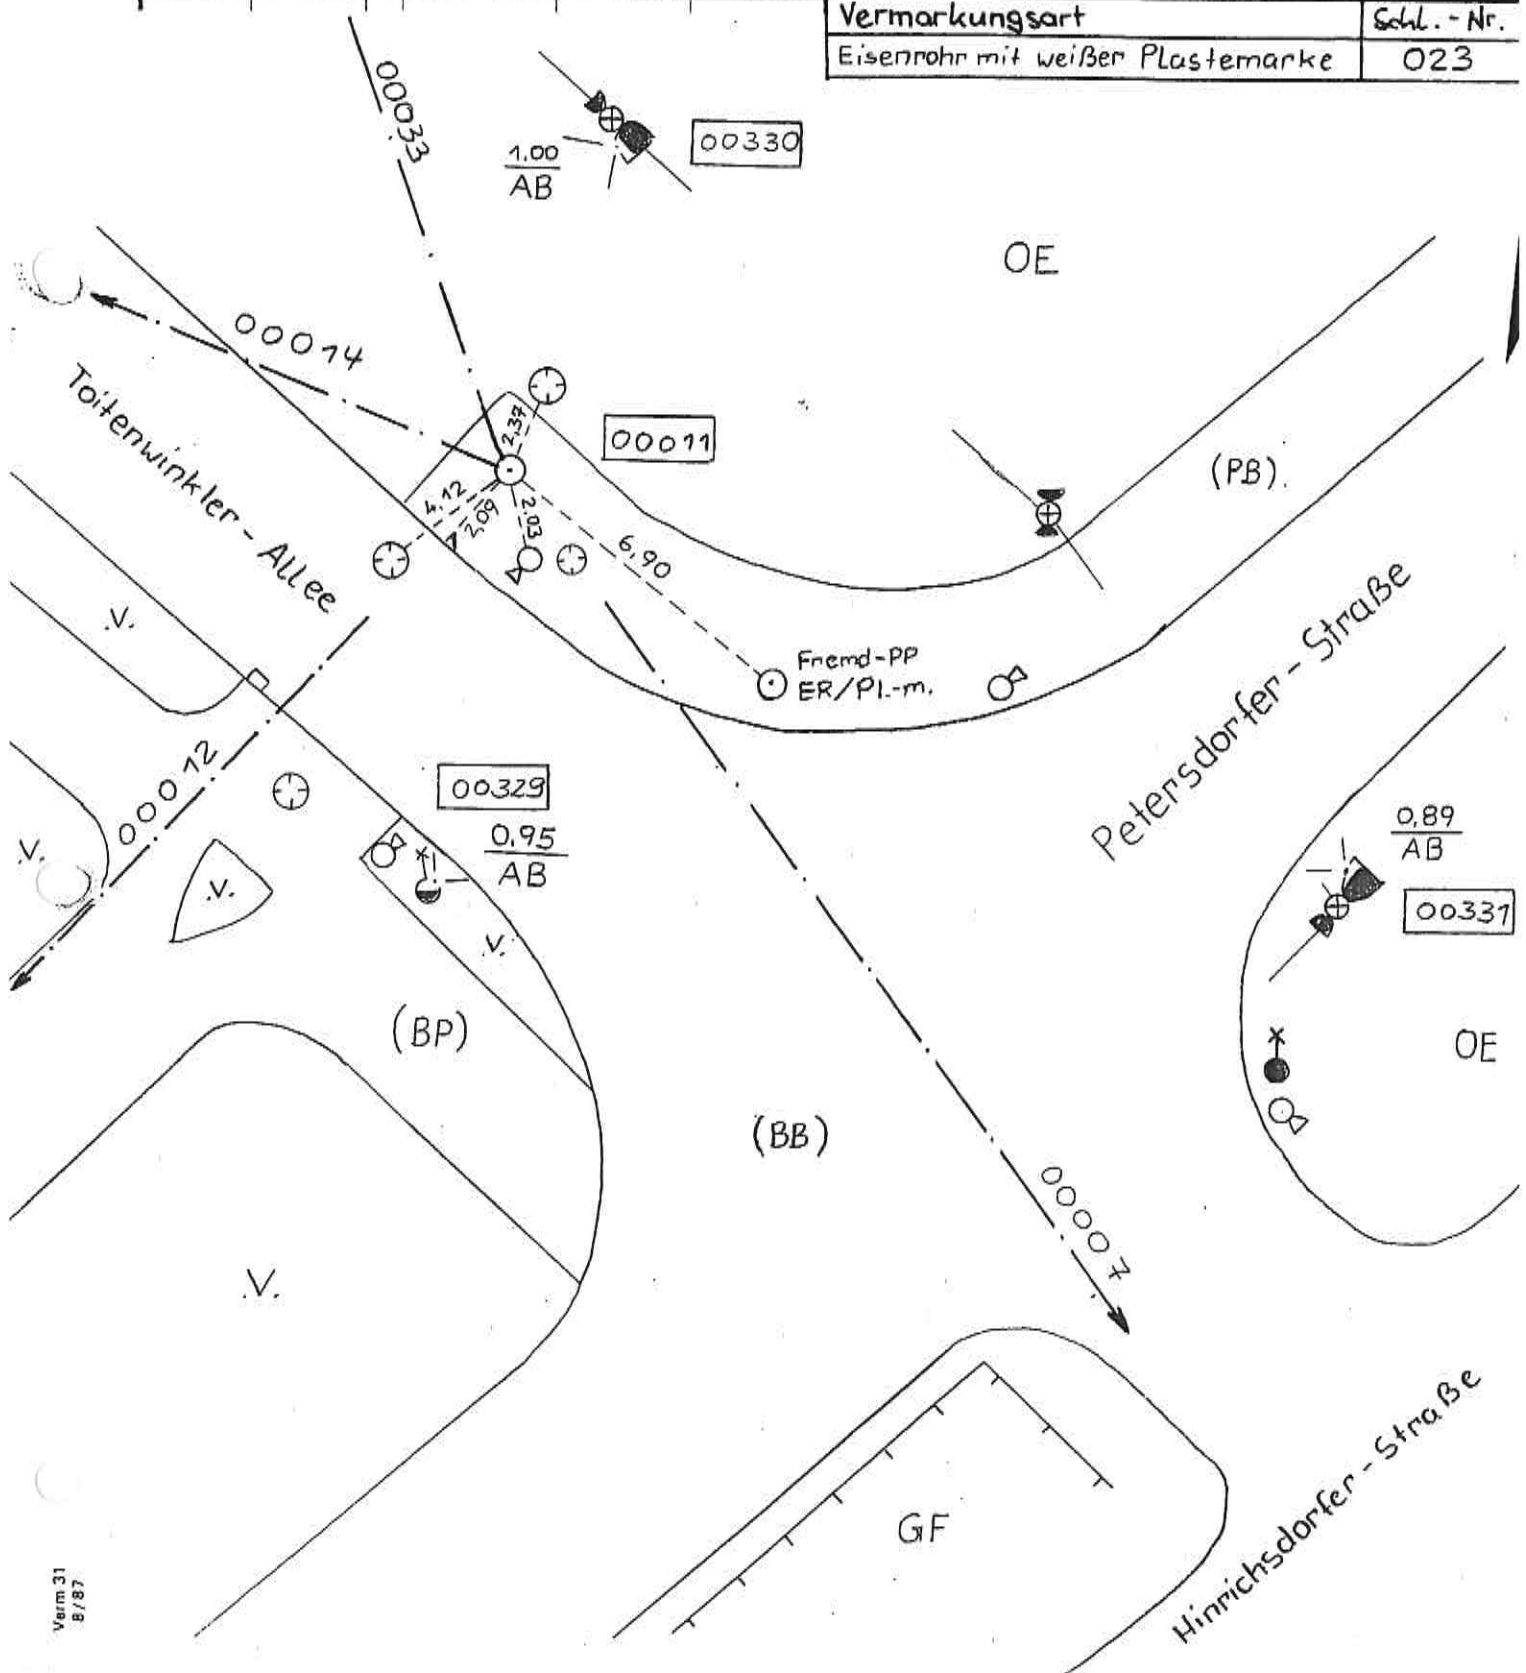 Vermarkungsart
Schl.-Nr.
Eisenrohr mit weißer Plastemarke
023
00033
1.00
AB
00330
OE
00014
Toitenwinkler-Allee
2,37
00011
4,12
2,09
2,03
6,90
(PB).
.V.
Fremd-PP
ER/Pl.-m.
Petersdorfer-Straße
00012
00329
0,95
AB
.V.
.V.
.V.
0,89
AB
00331
(BP)
OE
(BB)
00007
.V.
GF
Hinrichsdorfer-Straße
Verm 31
8/87